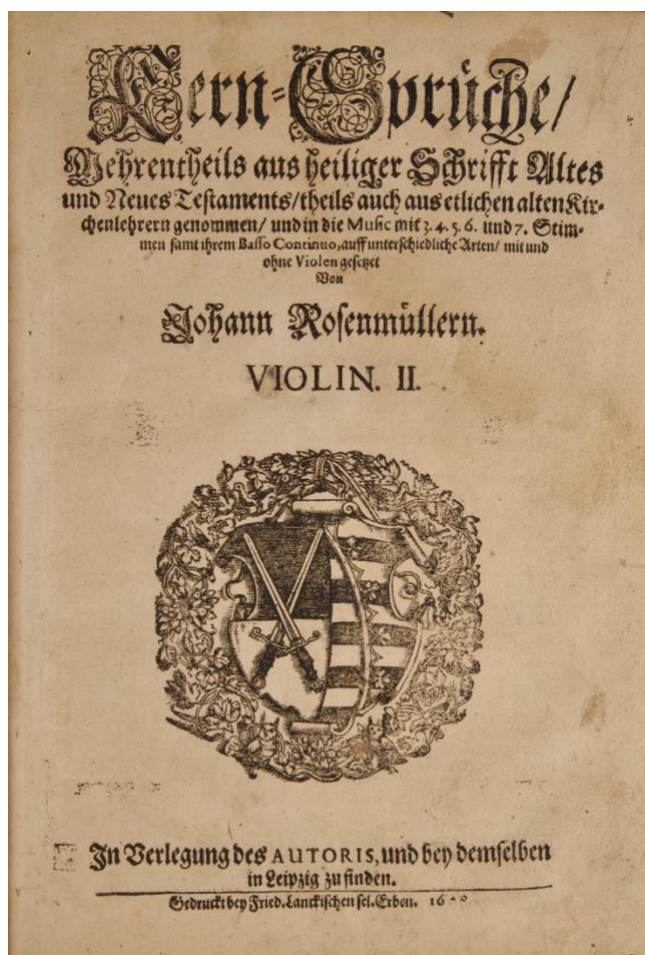 Kern-Sprüche/
Mehrentheils aus heiliger Schrifft Altes
und Neues Testaments/ theils auch aus etlichen alten Kir-
chenlehrern genommen/ und in die Music mit 3. 4. 5. 6. und 7. Stim-
men samt ihrem Basso Continuo, auff unterschiedliche Arten/ mit und
ohne Violen gesetzet
Von
Johann Rosenmüllern.
VIOLIN. II.
In Verlegung des AUTORIS, und bey demselben
in Leipzig zu finden.
Gedruckt bey Fried. Lanckischen sel. Erben.